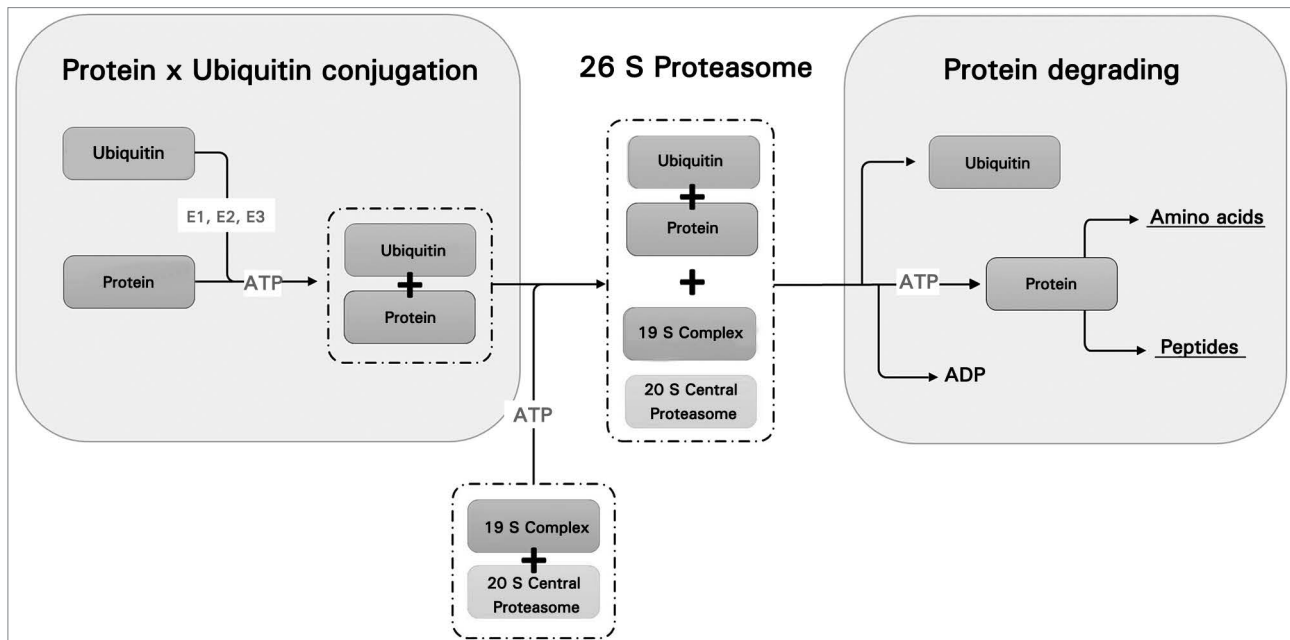 Protein x Ubiquitin conjugation
Ubiquitin
E1, E2, E3
Protein
ATP
Ubiquitin
+
Protein
ATP
19 S Complex
+
20 S Central
Proteasome
26 S Proteasome
Ubiquitin
+
Protein
+
19 S Complex
20 S Central
Proteasome
Protein degrading
Ubiquitin
ATP
Protein
Amino acids
Peptides
ADP